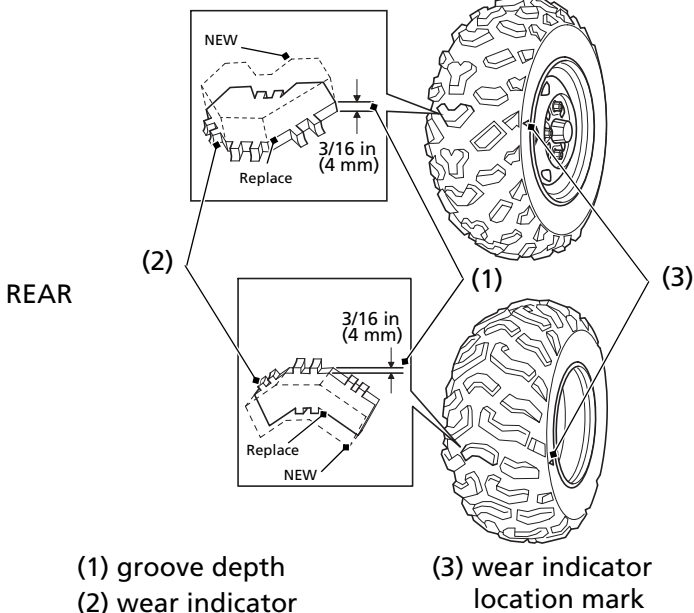 NEW
3/16 in
(4 mm)
Replace
(2)
(1)
(3)
REAR
3/16 in
(4 mm)
Replace
NEW
(1) groove depth
(2) wear indicator
(3) wear indicator
location mark